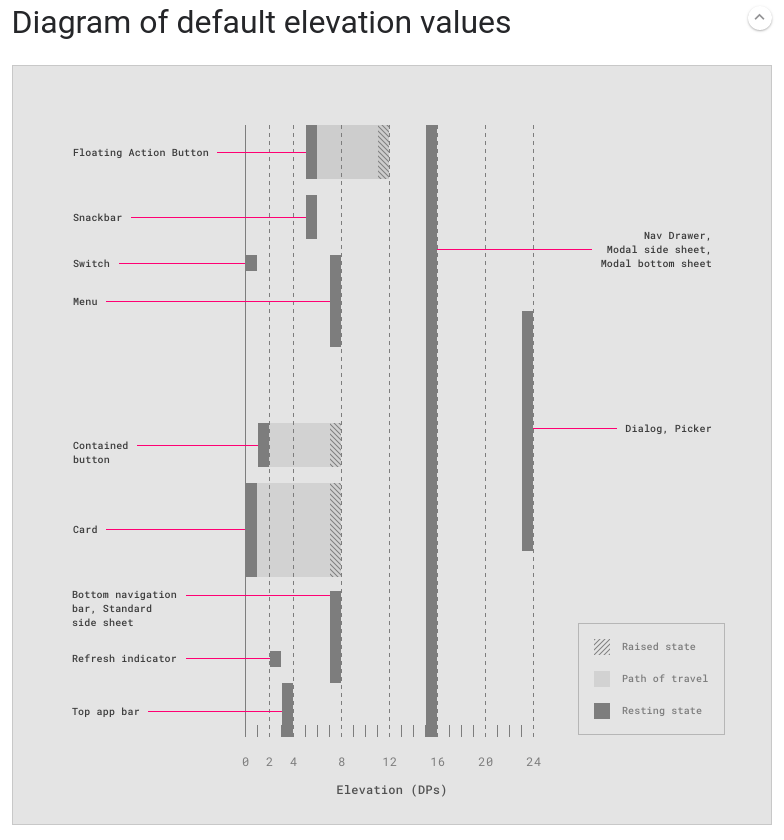 Diagram of default elevation values
Floating Action Button
Snackbar
Switch
Menu
Nav Drawer,
Modal side sheet,
Modal bottom sheet
Contained
button
Dialog, Picker
Card
Bottom navigation
bar, Standard
side sheet
Refresh indicator
Top app bar
Raised state
Path of travel
Resting state
0 2 4 8 12 16 20 24
Elevation (DPs)